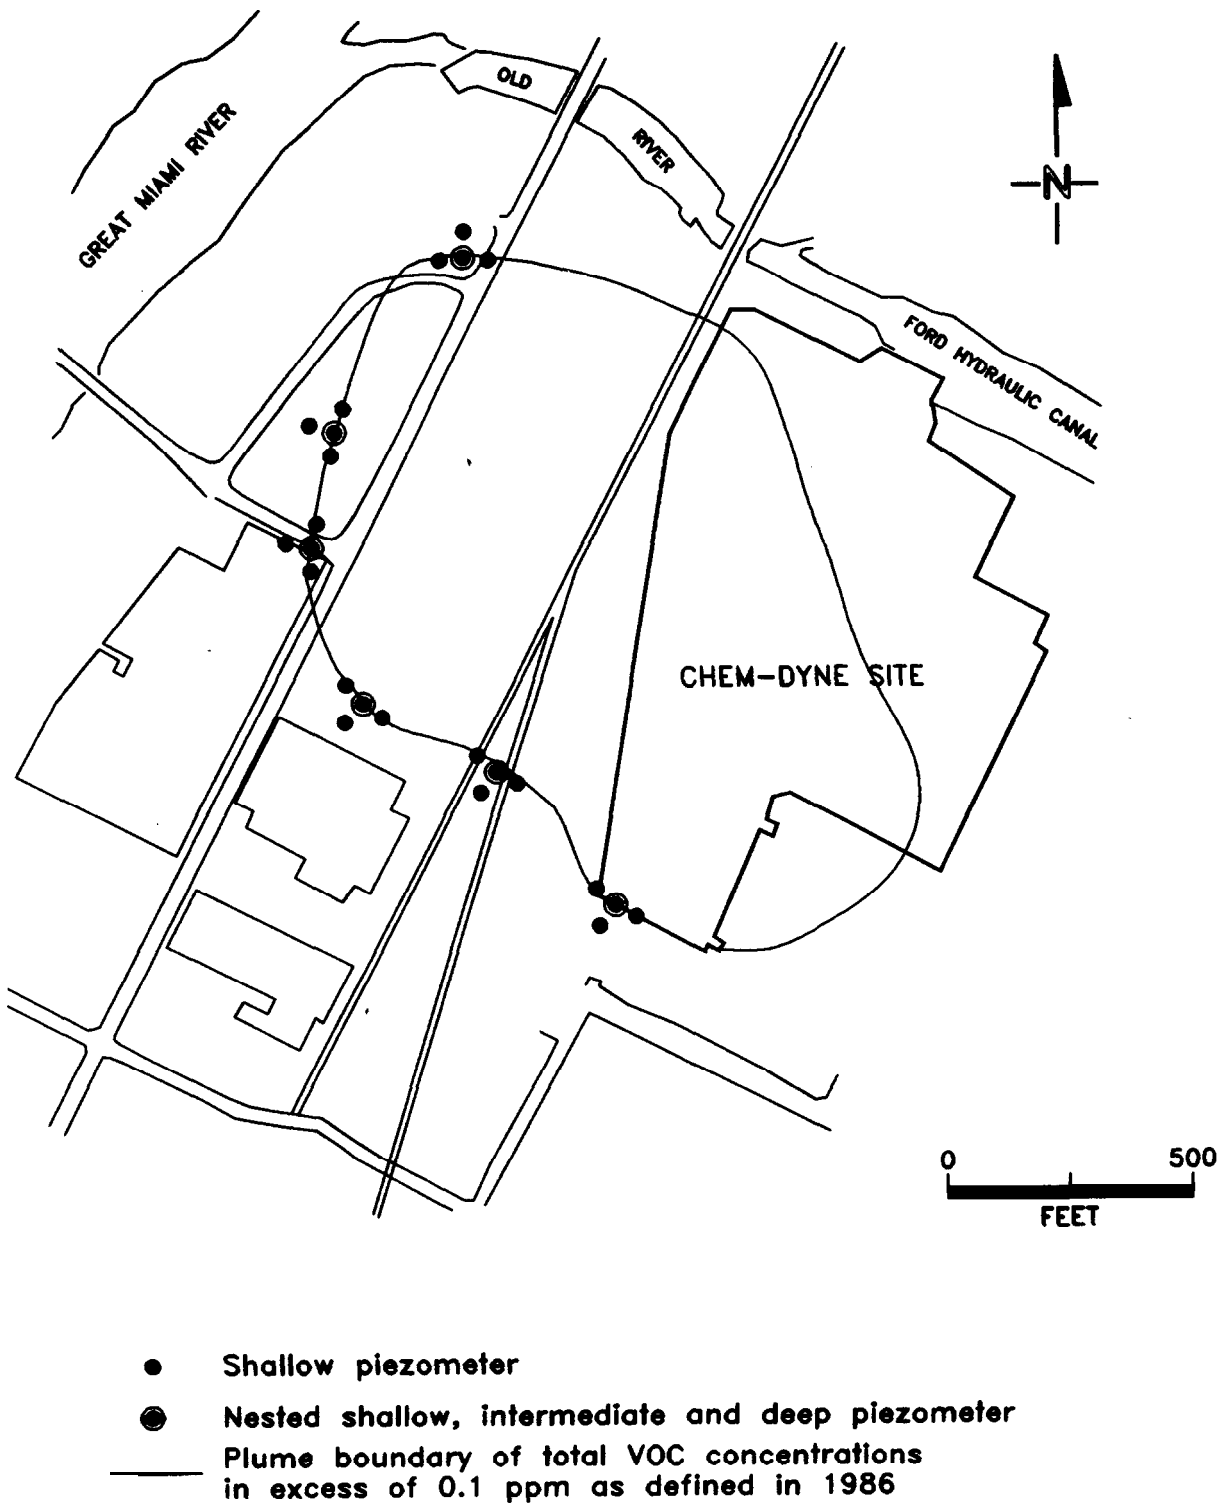 OLD
RIVER
GREAT MIAMI RIVER
N
FORD HYDRAULIC CANAL
CHEM-DYNE SITE
0 500
FEET
Shallow piezometer
Nested shallow, intermediate and deep piezometer
Plume boundary of total VOC concentrations
in excess of 0.1 ppm as defined in 1986